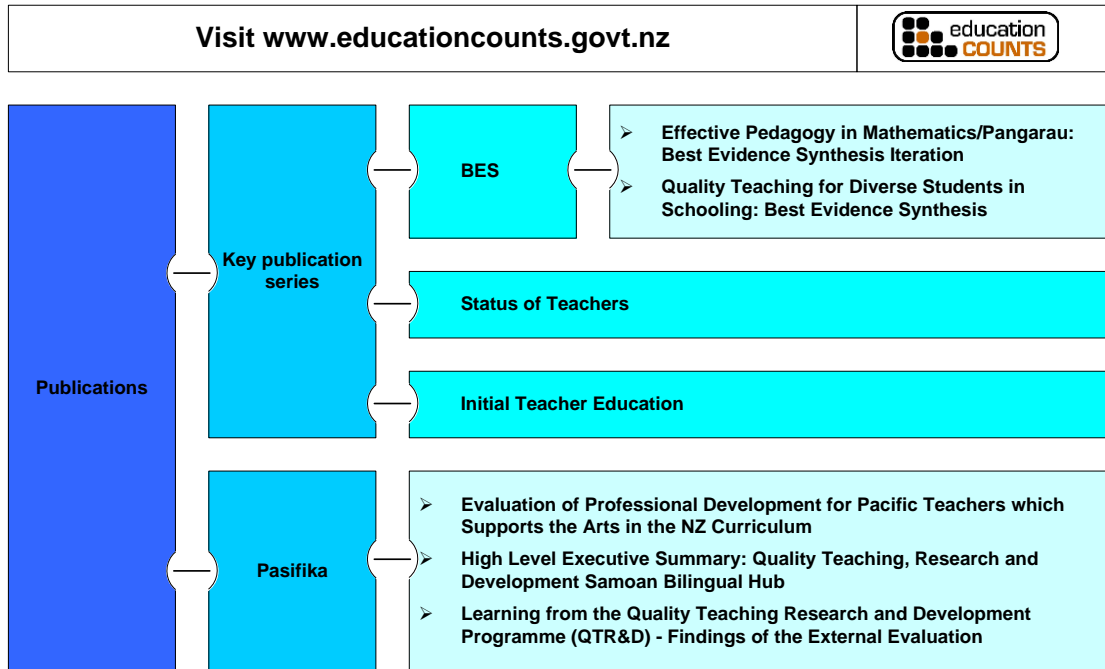 Visit www.educationcounts.govt.nz
education
COUNTS
Publications
Key publication
series
BES
➢ Effective Pedagogy in Mathematics/Pangarau:
Best Evidence Synthesis Iteration
➢ Quality Teaching for Diverse Students in
Schooling: Best Evidence Synthesis
Status of Teachers
Initial Teacher Education
Pasifika
➢ Evaluation of Professional Development for Pacific Teachers which
Supports the Arts in the NZ Curriculum
➢ High Level Executive Summary: Quality Teaching, Research and
Development Samoan Bilingual Hub
➢ Learning from the Quality Teaching Research and Development
Programme (QTR&D) - Findings of the External Evaluation